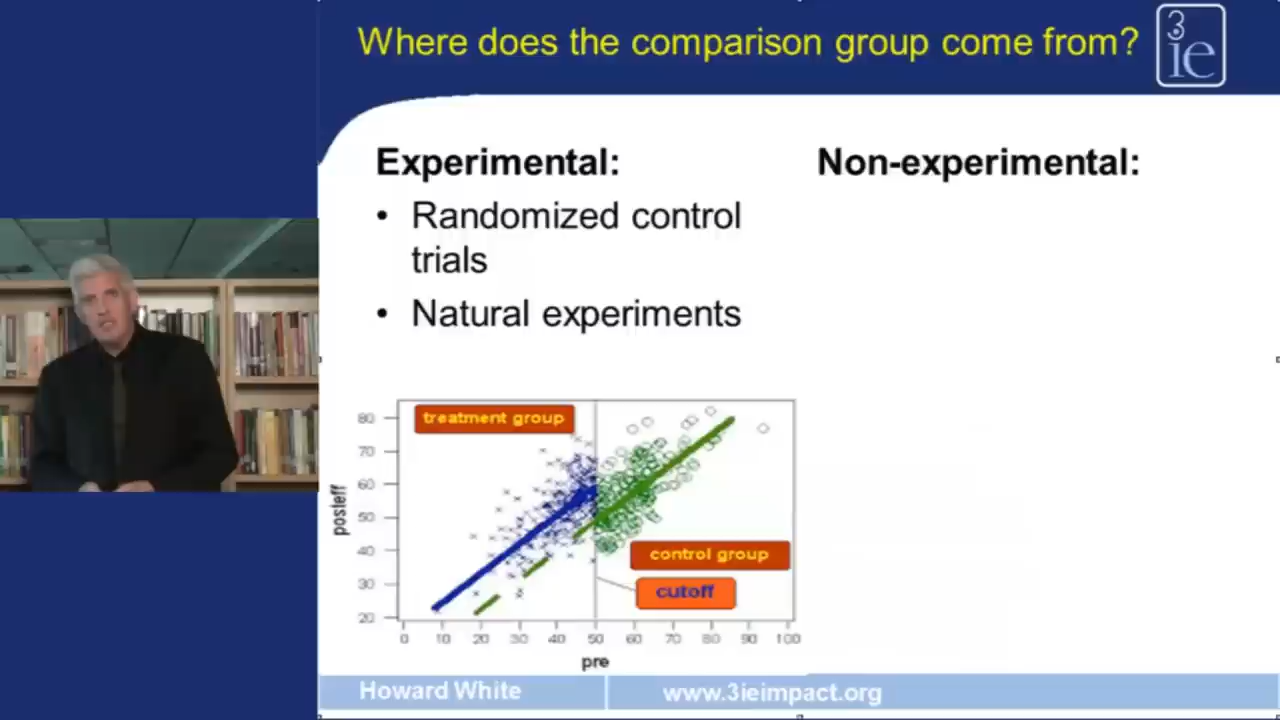 Where does the comparison group come from?
3
ie
Experimental:
• Randomized control
trials
• Natural experiments
Non-experimental:
treatment group
control group
cutoff
posteff
80
70
60
50
40
30
20
0 10 20 30 40 50 60 70 80 90 100
pre
Howard White
www.3ieimpact.org